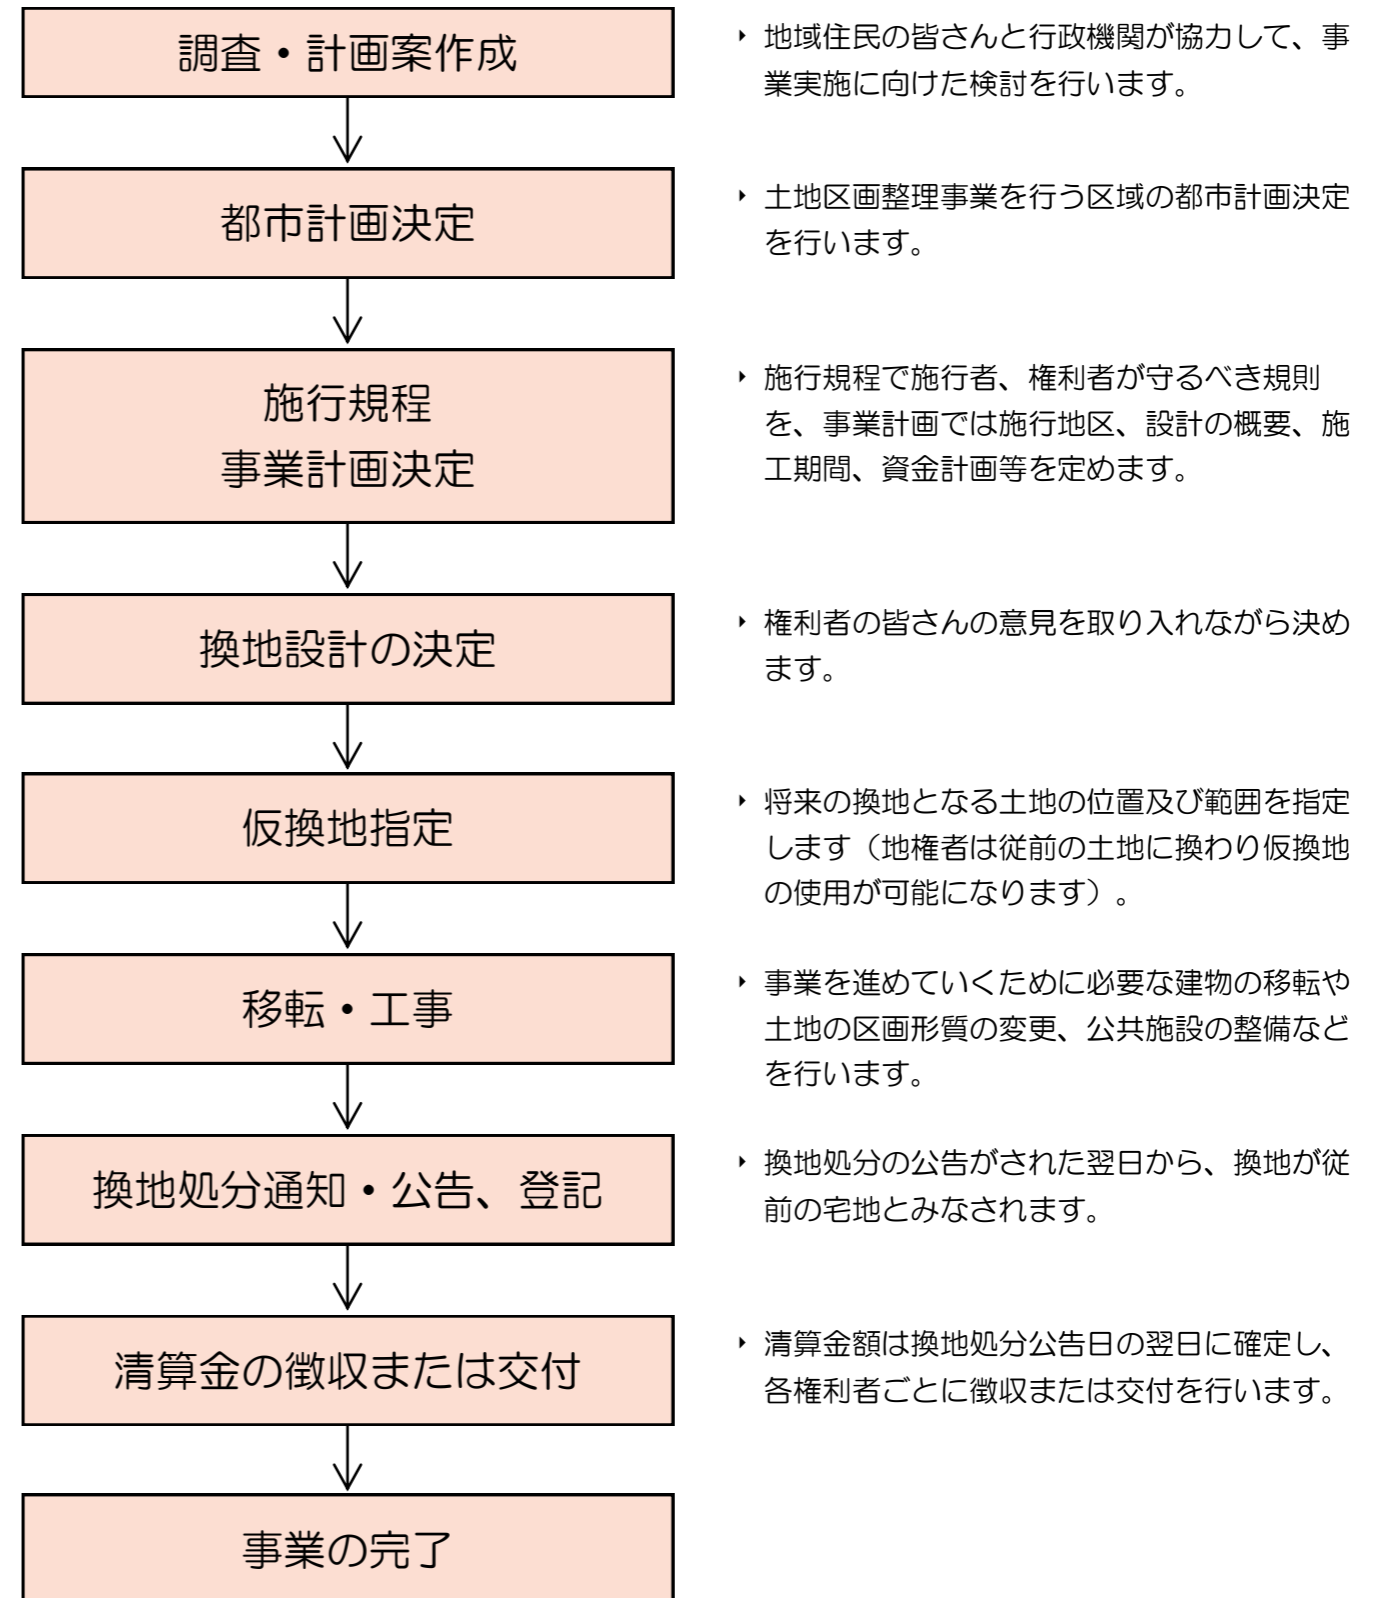 調査・計画案作成
‣ 地域住民の皆さんと行政機関が協力して、事
業実施に向けた検討を行います。
都市計画決定
‣ 土地区画整理事業を行う区域の都市計画決定
を行います。
施行規程
事業計画決定
‣ 施行規程で施行者、権利者が守るべき規則
を、事業計画では施行地区、設計の概要、施
工期間、資金計画等を定めます。
換地設計の決定
‣ 権利者の皆さんの意見を取り入れながら決め
ます。
仮換地指定
‣ 将来の換地となる土地の位置及び範囲を指定
します（地権者は従前の土地に換わり仮換地
の使用が可能になります）。
移転・工事
‣ 事業を進めていくために必要な建物の移転や
土地の区画形質の変更、公共施設の整備など
を行います。
換地処分通知・公告、登記
‣ 換地処分の公告がされた翌日から、換地が従
前の宅地とみなされます。
清算金の徴収または交付
‣ 清算金額は換地処分公告日の翌日に確定し、
各権利者ごとに徴収または交付を行います。
事業の完了